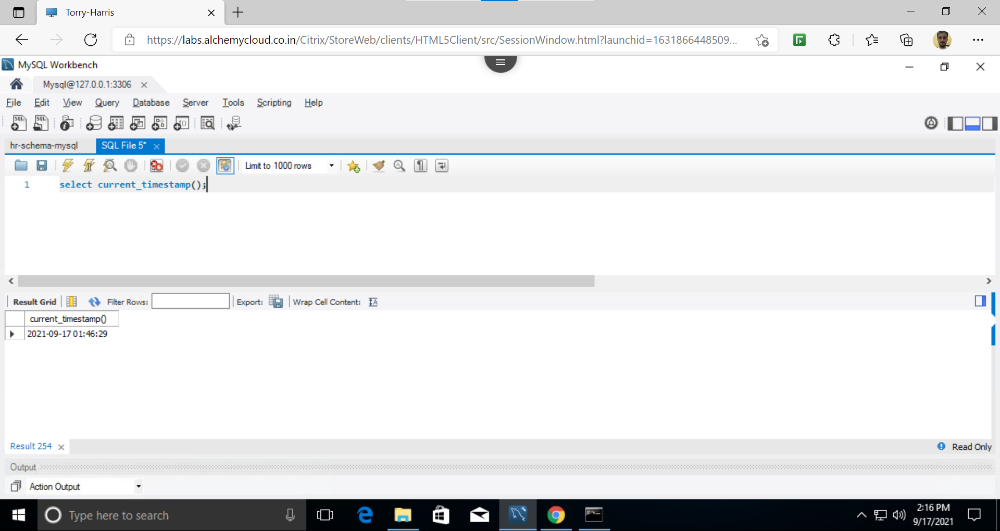 Torry-Harris
https://labs.alchemycloud.co.in/Citrix/StoreWeb/clients/HTML5Client/src/SessionWindow.html?launchid=1631866448509...
MySQL Workbench
Mysql@127.0.0.1:3306
File Edit View Query Database Server Tools Scripting Help
hr-schema-mysql SQL File 5*
Limit to 1000 rows
1 select current_timestamp();
Result Grid Filter Rows: Export: Wrap Cell Content:
current_timestamp()
2021-09-17 01:46:29
Result 254 Read Only
Output
Action Output
Type here to search
2:16 PM
9/17/2021